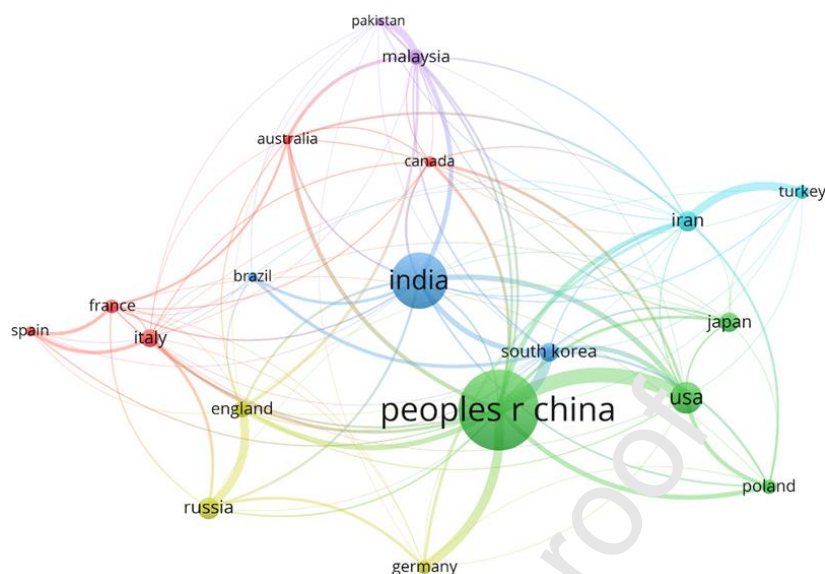 pakistan
malaysia
australia
canada
turkey
iran
india
brazil
france
spain
italy
japan
south korea
usa
england
peoples r china
poland
russia
germany
roof